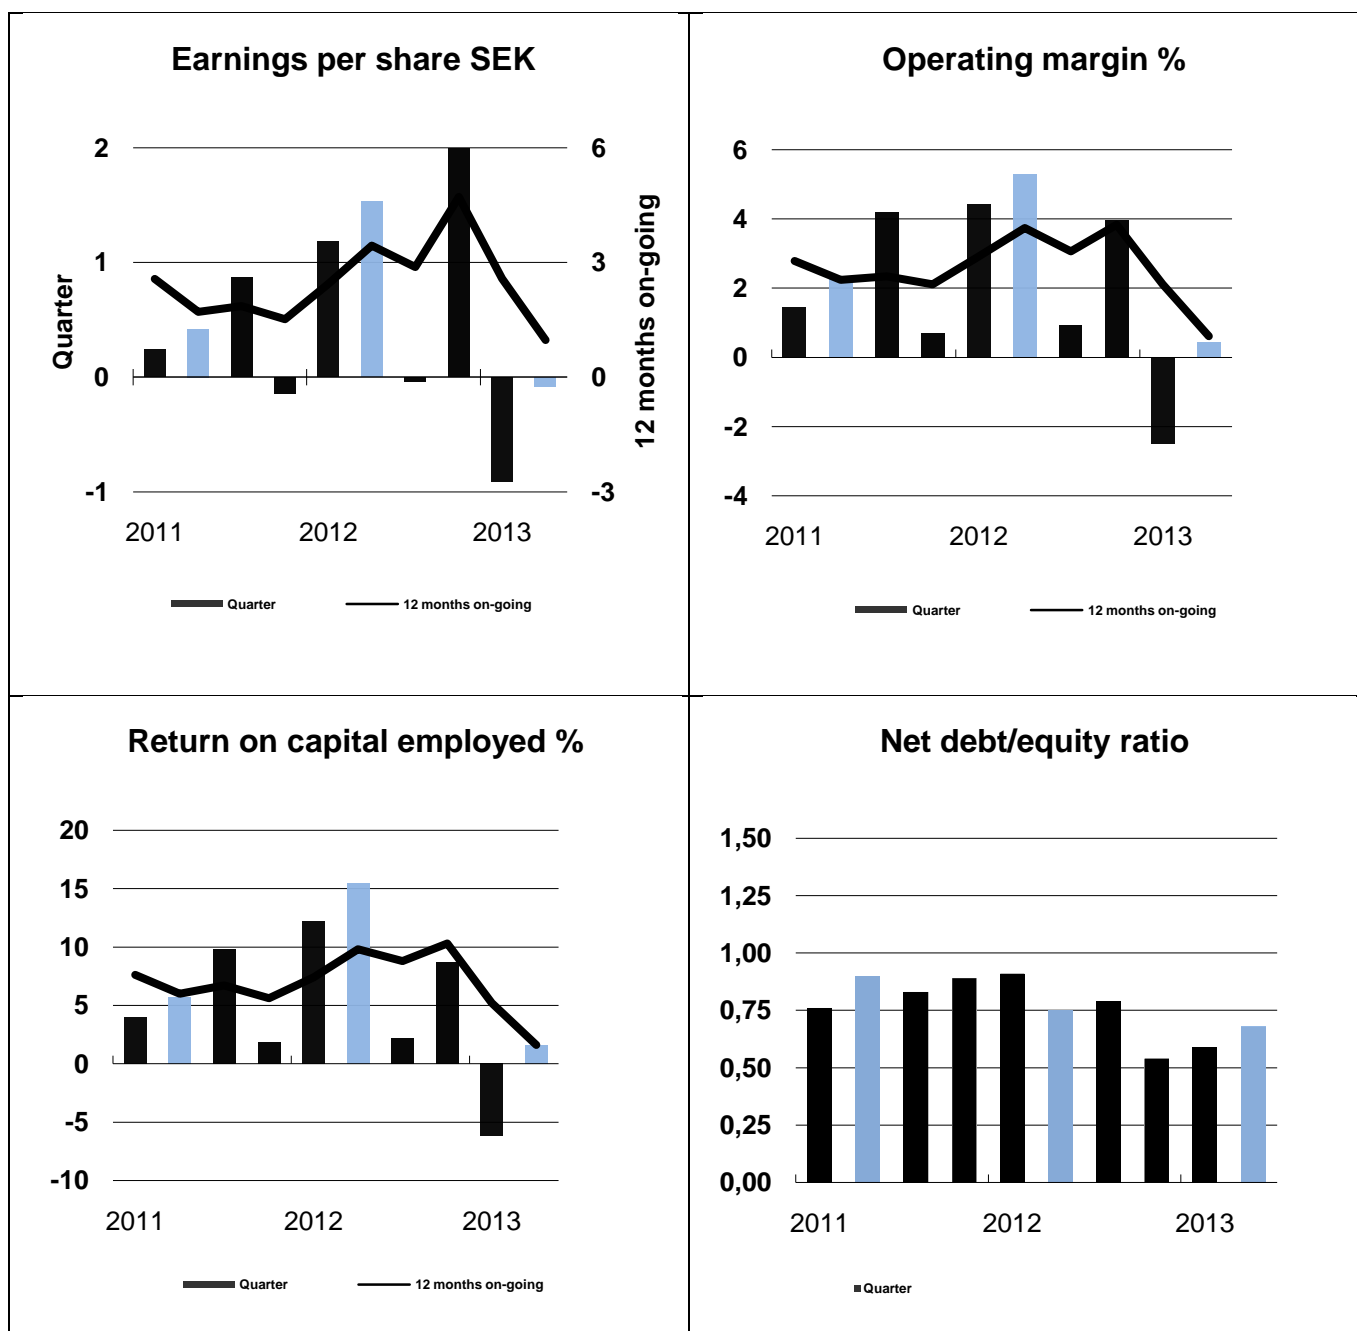 Earnings per share SEK
2
1
0
-1
Quarter
6
3
0
-3
12 months on-going
2011 2012 2013
Quarter 12 months on-going
Operating margin %
6
4
2
0
-2
-4
2011 2012 2013
Quarter 12 months on-going
Return on capital employed %
20
15
10
5
0
-5
-10
2011 2012 2013
Quarter 12 months on-going
Net debt/equity ratio
1,50
1,25
1,00
0,75
0,50
0,25
0,00
2011 2012 2013
Quarter